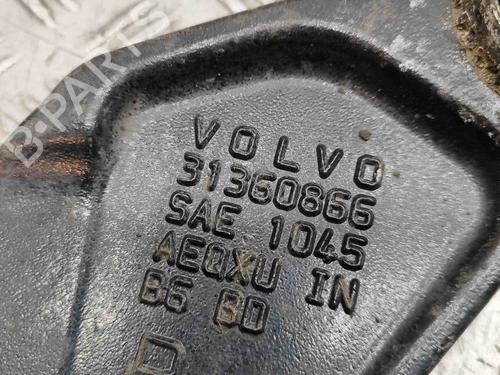 B-PARTS
VOLVO
31360866
SAE 1045
AEQXU IN
B6 BD
R